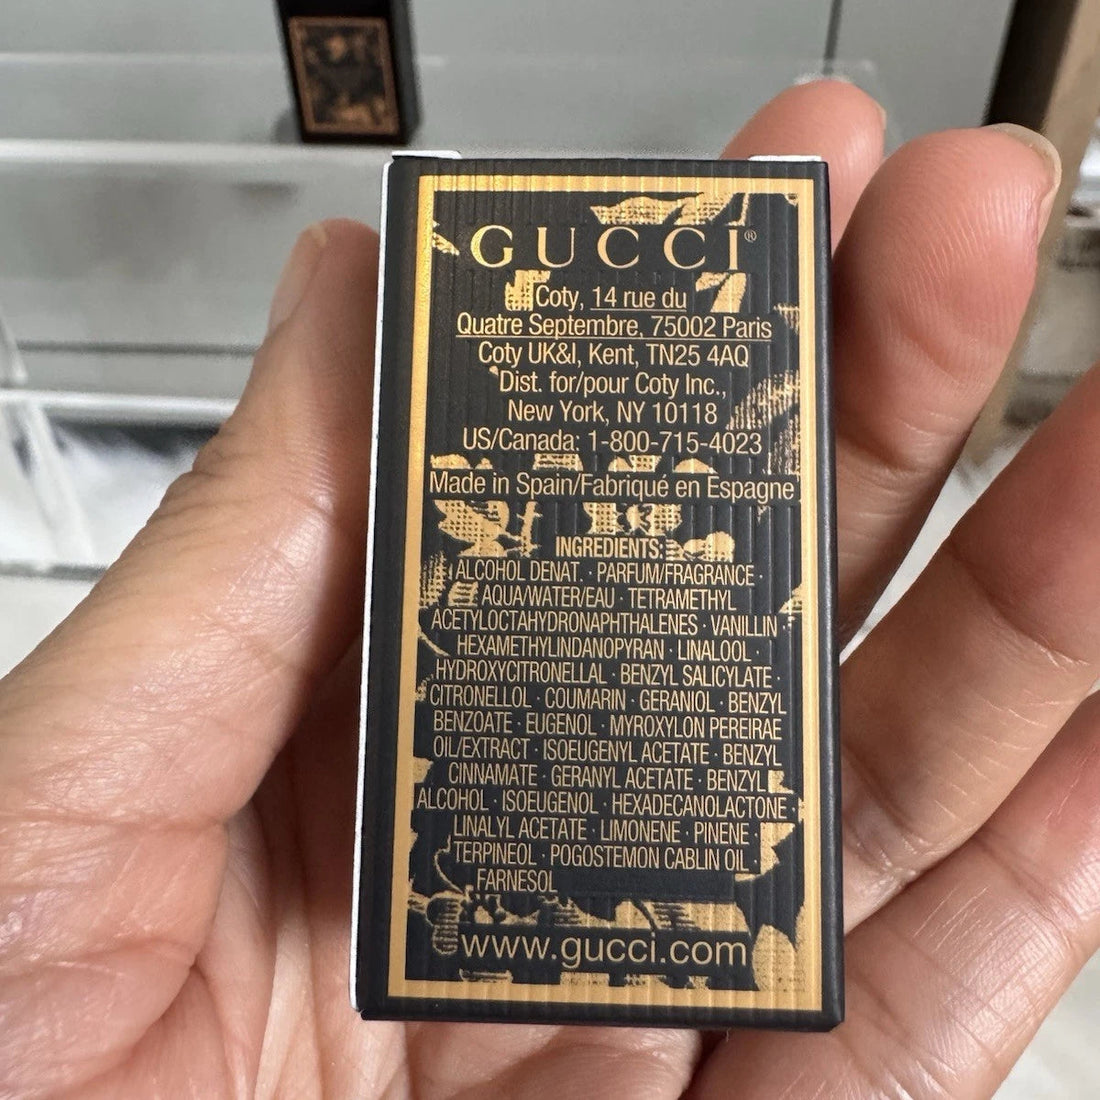 GUCCI®
Coty, 14 rue du
Quatre Septembre, 75002 Paris
Coty UK&I, Kent, TN25 4AQ
Dist. for/pour Coty Inc.,
New York, NY 10118
US/Canada: 1-800-715-4023
Made in Spain/Fabriqué en Espagne
INGREDIENTS:
ALCOHOL DENAT. · PARFUM/FRAGRANCE ·
AQUA/WATER/EAU · TETRAMETHYL
ACETYLOCTAHYDRONAPHTHALENES · VANILLIN ·
HEXAMETHYLINDANOPYRAN · LINALOOL ·
HYDROXYCITRONELLAL · BENZYL SALICYLATE ·
CITRONELLOL · COUMARIN · GERANIOL · BENZYL
BENZOATE · EUGENOL · MYROXYLON PEREIRAE
OIL/EXTRACT · ISOEUGENYL ACETATE · BENZYL
CINNAMATE · GERANYL ACETATE · BENZYL
ALCOHOL · ISOEUGENOL · HEXADECANOLACTONE ·
LINALYL ACETATE · LIMONENE · PINENE ·
TERPINEOL · POGOSTEMON CABLIN OIL ·
FARNESOL
www.gucci.com